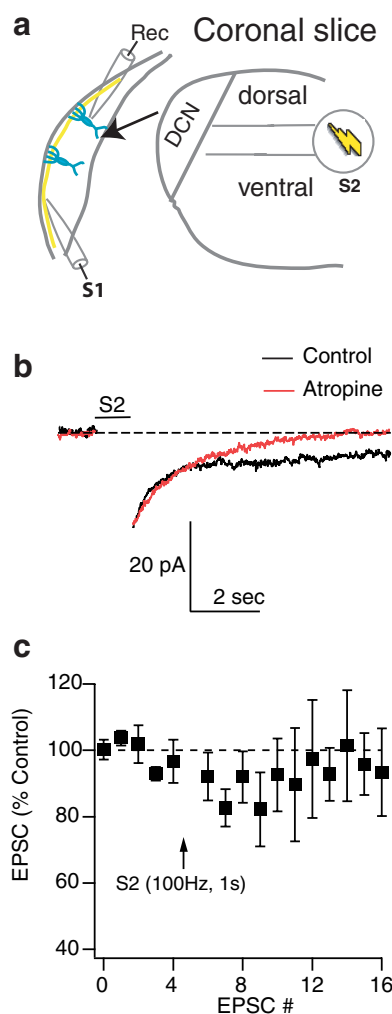 a
Coronal slice
Rec
dorsal
DCN
ventral
S2
S1
b
Control
Atropine
S2
20 pA
2 sec
c
EPSC (% Control)
120
100
80
60
40
S2 (100Hz, 1s)
0
4
8
12
16
EPSC #